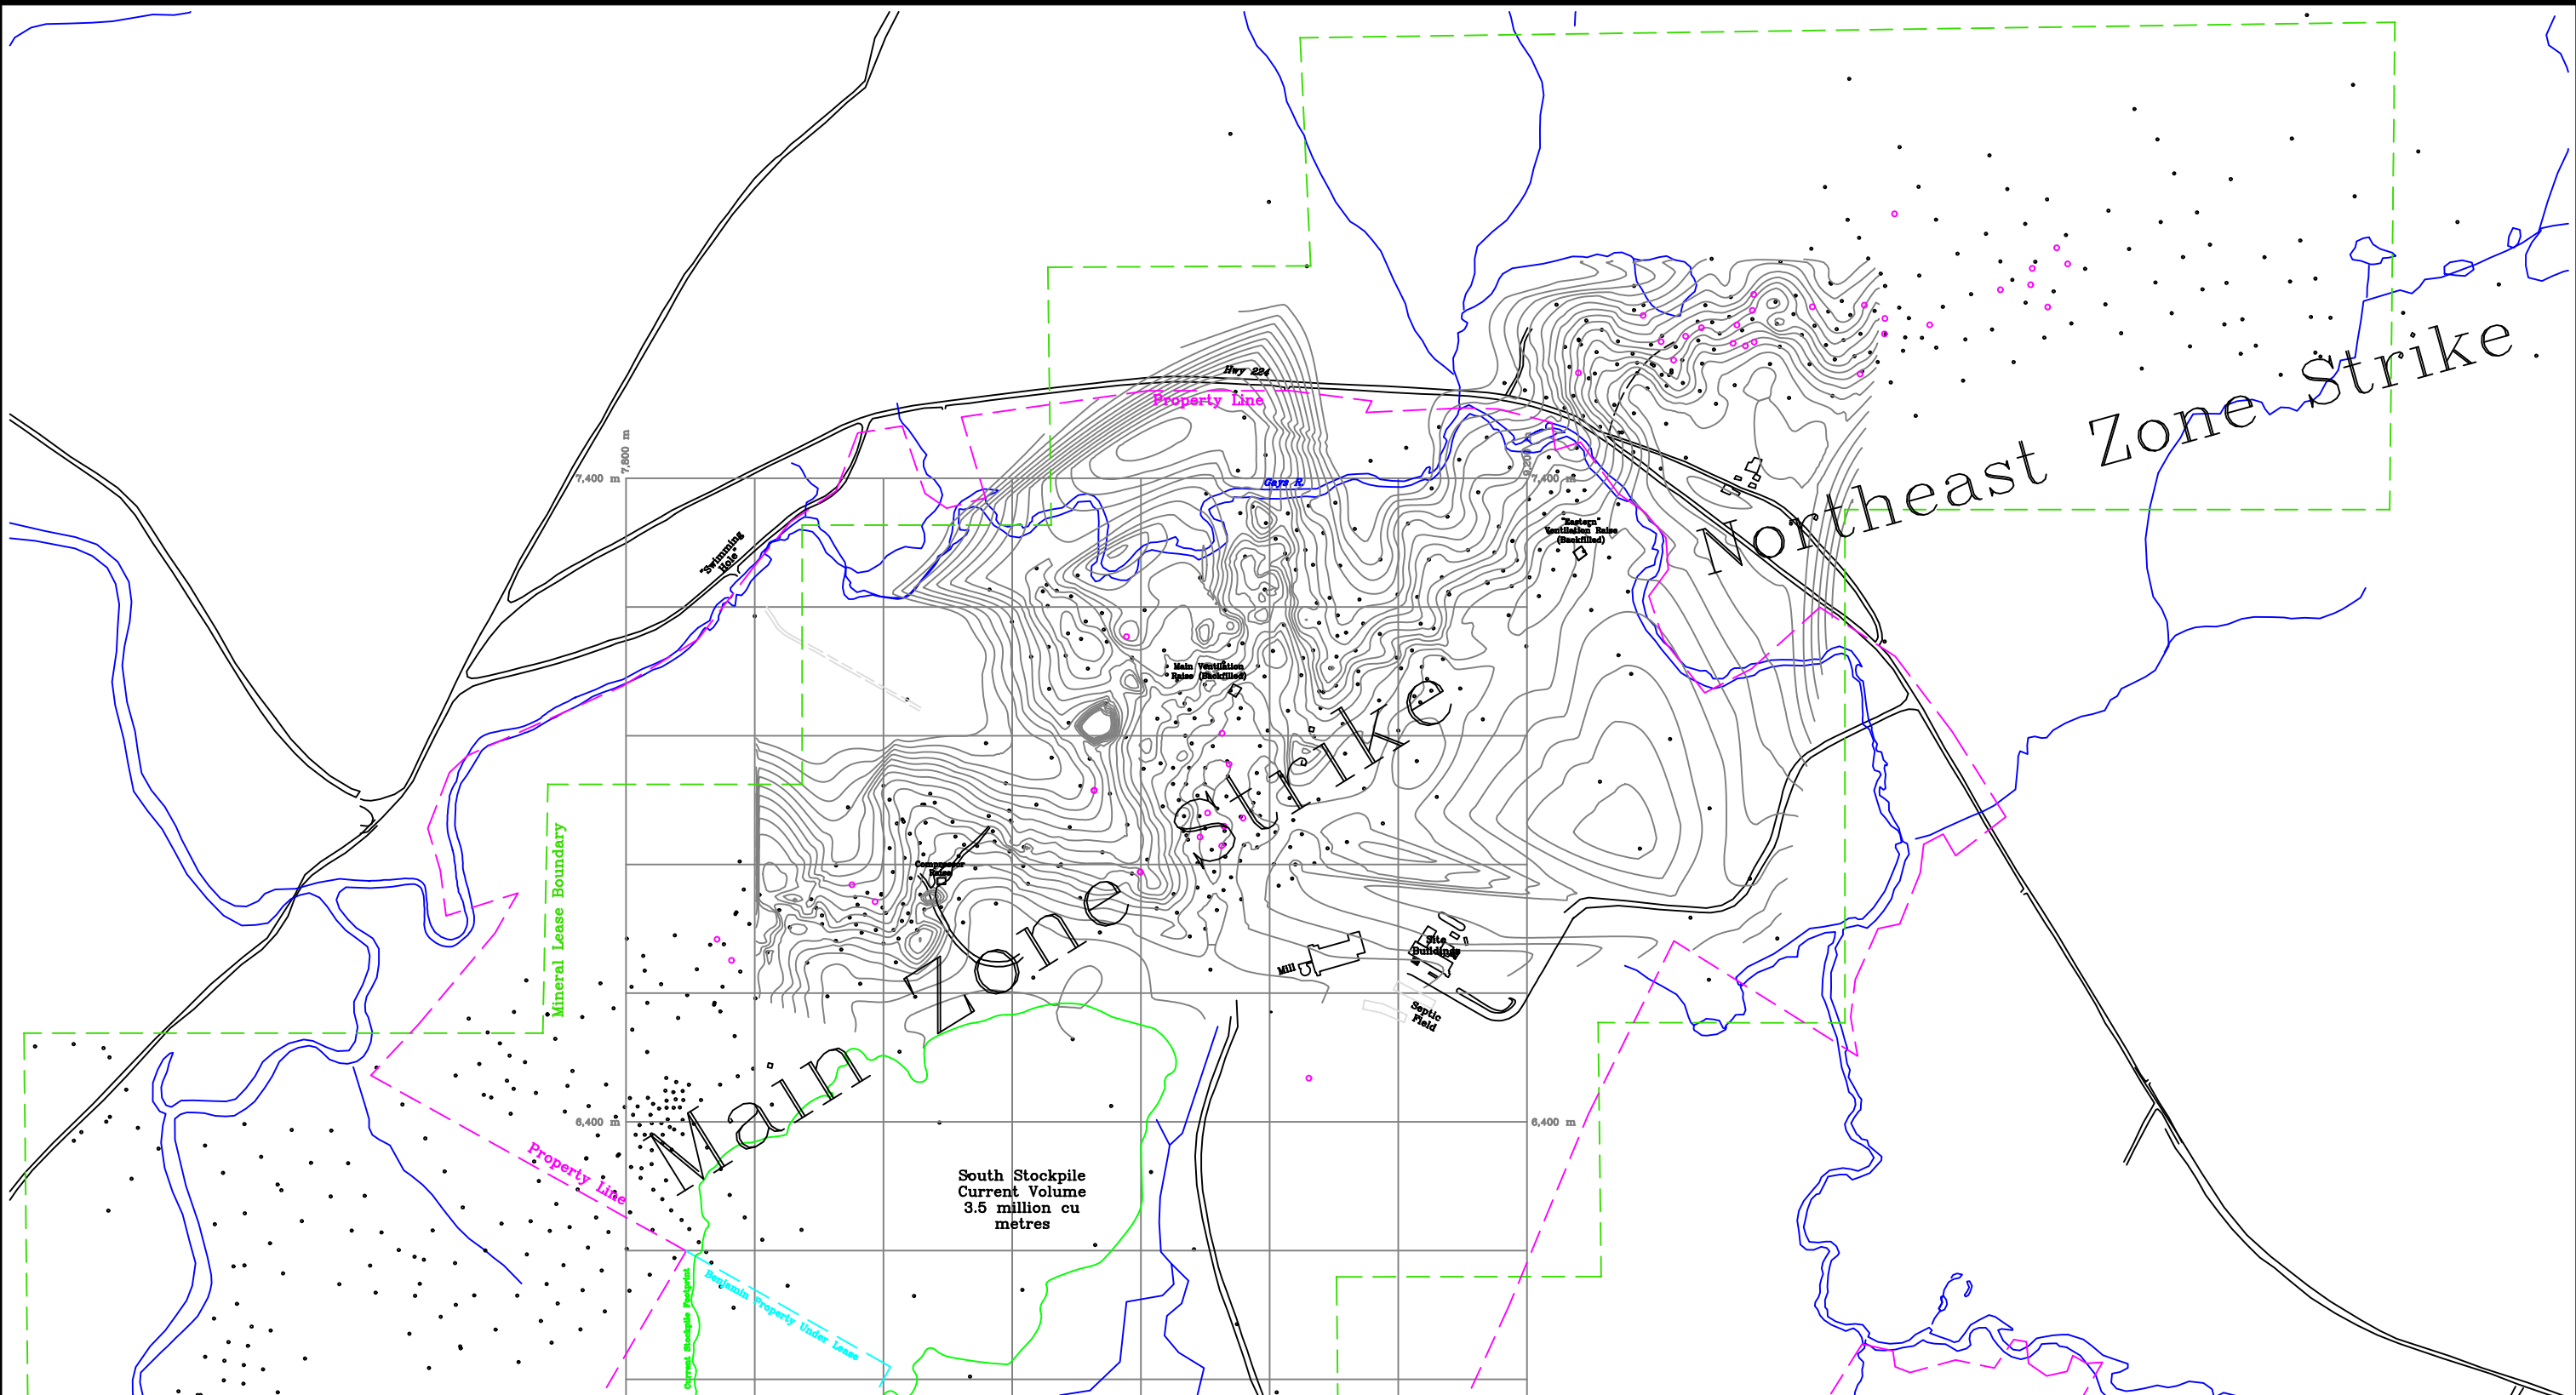 Hwy 224
Property Line
7,800 m
7,400 m
Gays R.
9,200 m
7,400 m
"Swimming
Hole"
"Eastern"
Ventilation Raise
(Backfilled)
Northeast Zone Strike
Main Ventilation
Raise (Backfilled)
Mineral Lease Boundary
Compressor
Raise
Main Zone Strike
Mill
Site
Buildings
Septic
Field
6,400 m
6,400 m
Property Line
South Stockpile
Current Volume
3.5 million cu
metres
Current Stockpile Footprint
Benjamin Property Under Lease